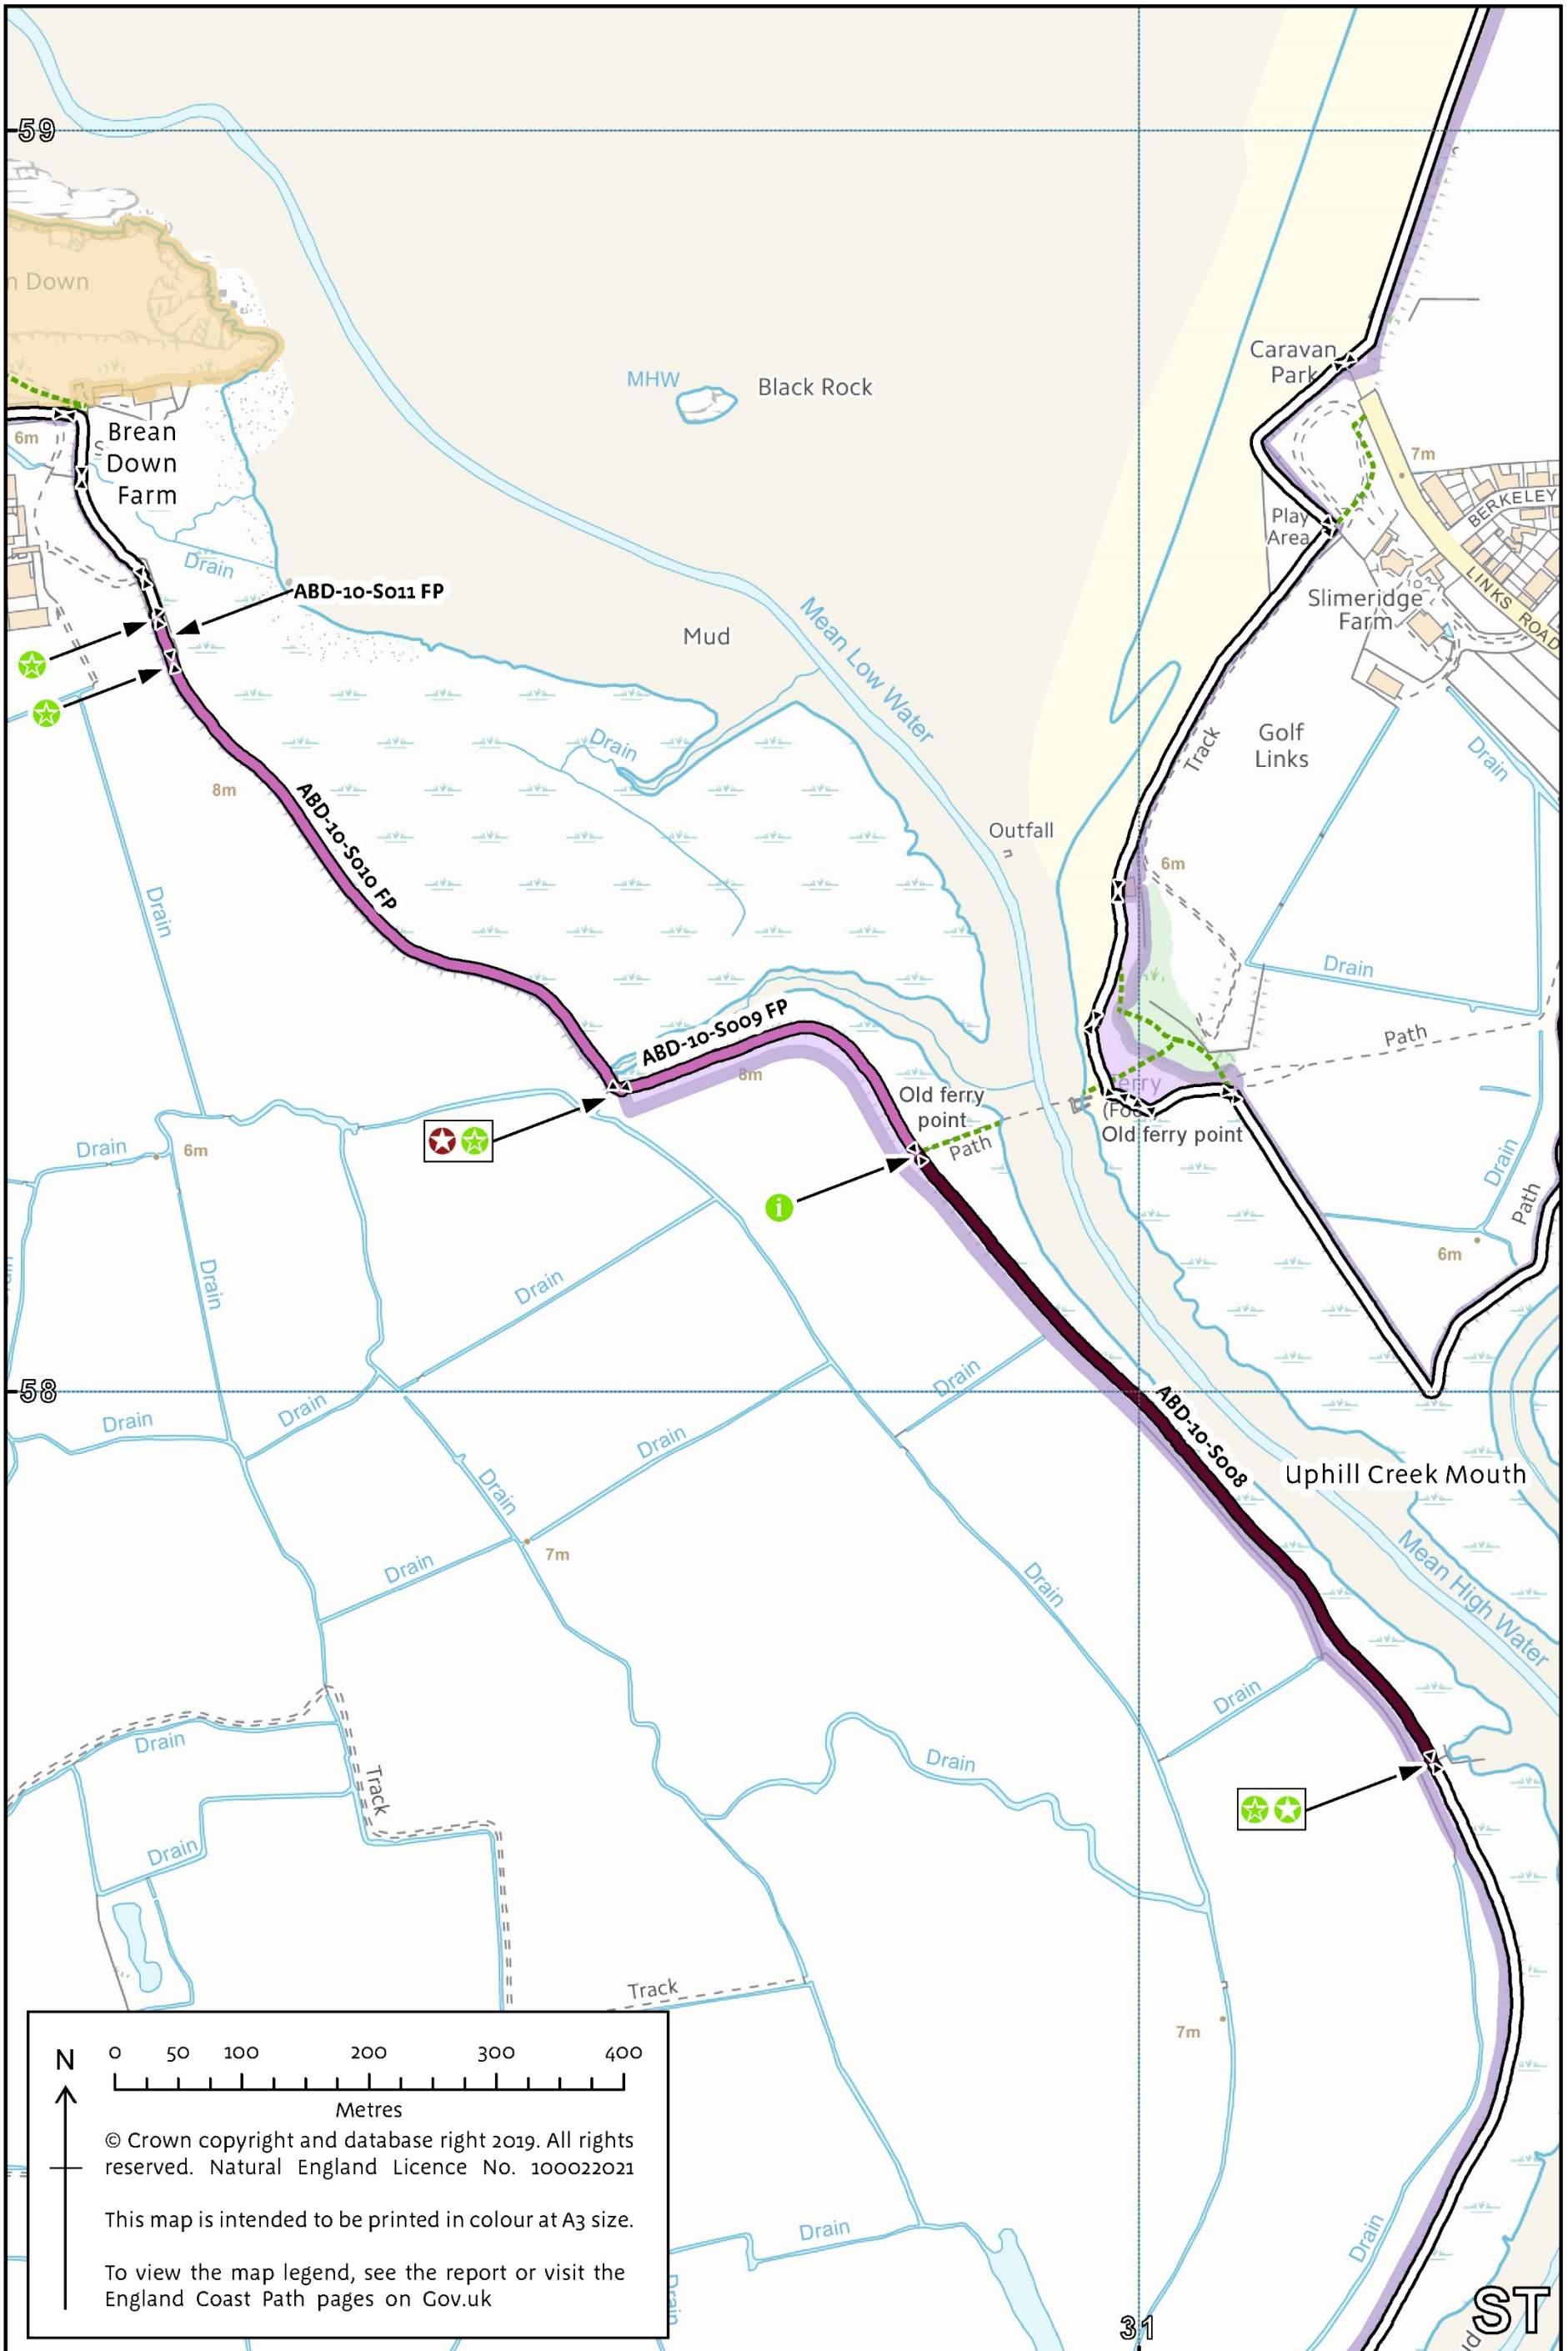 59
n Down
Caravan
Park
MHW
Black Rock
6m
Brean
Down
Farm
7m
BERKELEY
Play
Area
Drain
ABD-10-S011 FP
LINKS ROAD
Slimeridge
Farm
Mud
Mean Low Water
Golf
Links
Track
Drain
Drain
8m
ABD-10-S010 FP
Outfall
6m
Drain
Drain
ABD-10-S009 FP
Path
8m
Old ferry
point
Path
Old ferry point
Drain
6m
Drain
Path
6m
Drain
Drain
58
Drain
Drain
Drain
Drain
ABD-10-S008
Uphill Creek Mouth
Drain
7m
Drain
Drain
Mean High Water
Drain
Drain
Track
Drain
Drain
7m
Track
N
0 50 100 200 300 400
Metres
© Crown copyright and database right 2019. All rights
reserved. Natural England Licence No. 100022021
This map is intended to be printed in colour at A3 size.
To view the map legend, see the report or visit the
England Coast Path pages on Gov.uk
Drain
Drain
Drain
31
ST